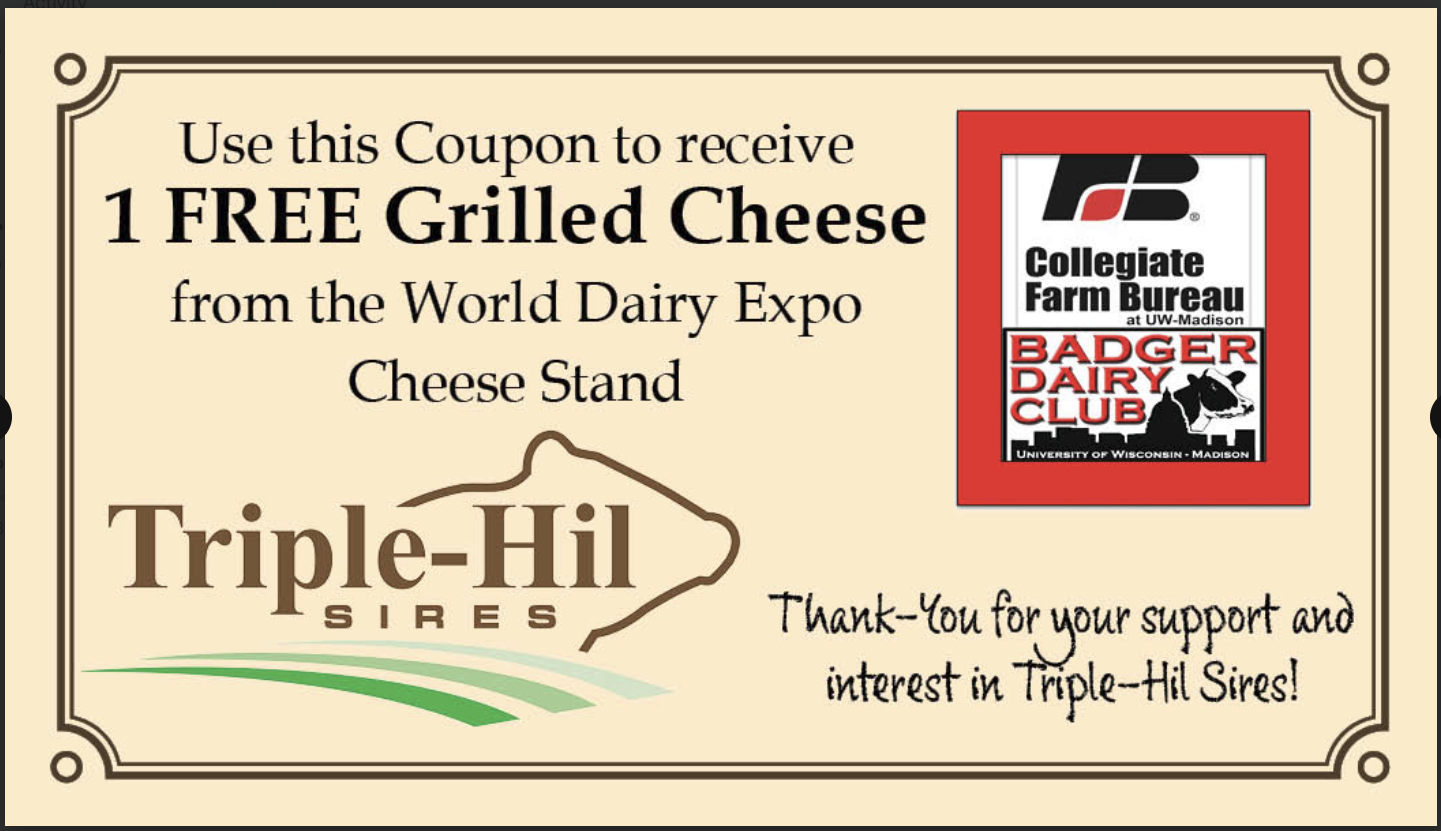 Activity
Use this Coupon to receive
1 FREE Grilled Cheese
from the World Dairy Expo
Cheese Stand
FB®
Collegiate
Farm Bureau
at UW-Madison
BADGER
DAIRY
CLUB
UNIVERSITY OF WISCONSIN - MADISON
Triple-Hil
SIRES
Thank-You for your support and
interest in Triple-Hil Sires!